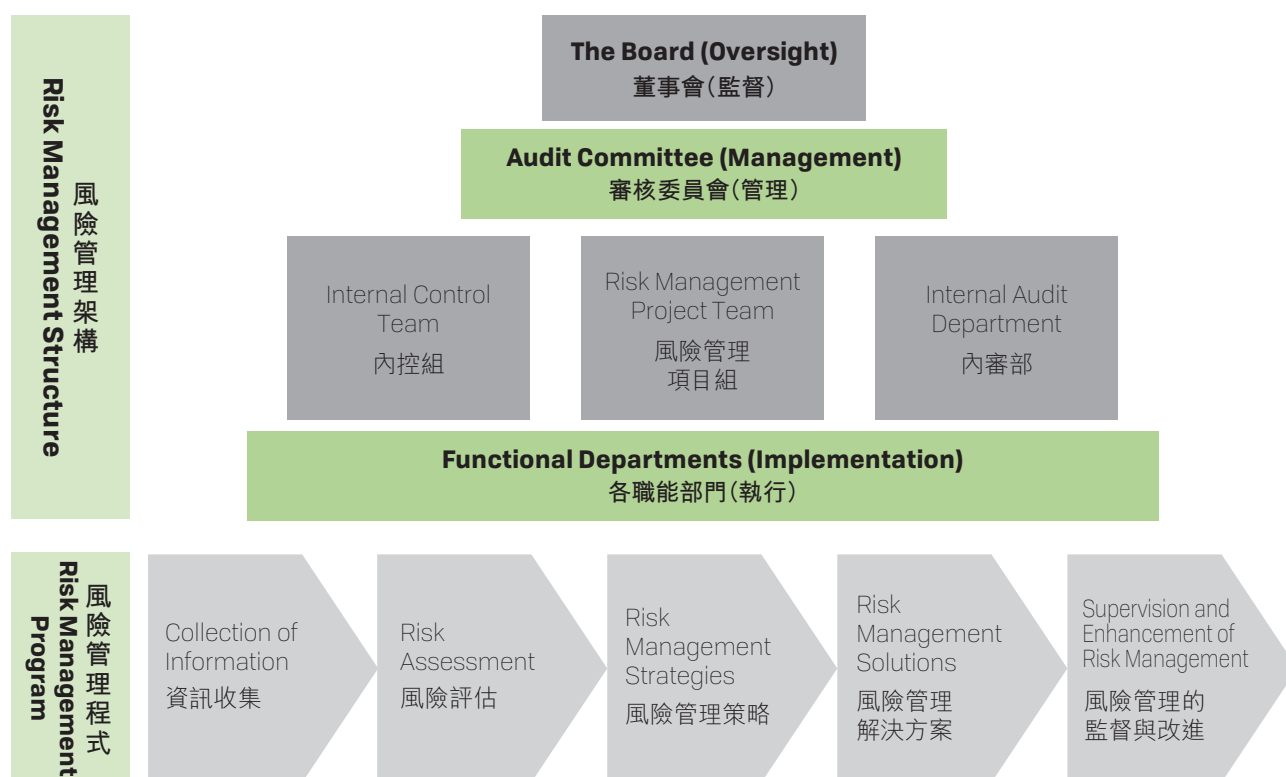 Risk Management Structure
風險管理架構
The Board (Oversight)
董事會(監督)
Audit Committee (Management)
審核委員會(管理)
Internal Control
Team
內控組
Risk Management
Project Team
風險管理
項目組
Internal Audit
Department
內審部
Functional Departments (Implementation)
各職能部門(執行)
Risk Management
Program
風險管理程式
Collection of
Information
資訊收集
Risk
Assessment
風險評估
Risk
Management
Strategies
風險管理策略
Risk
Management
Solutions
風險管理
解決方案
Supervision and
Enhancement of
Risk Management
風險管理的
監督與改進